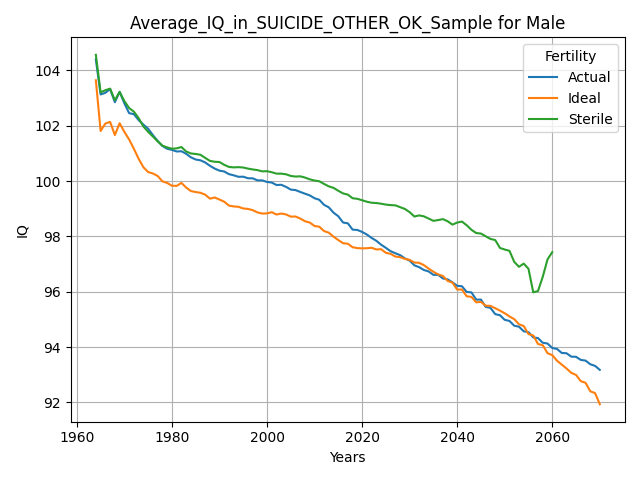 Average_IQ_in_SUICIDE_OTHER_OK_Sample for Male
Fertility
Actual
Ideal
Sterile
104
102
100
98
96
94
92
IQ
1960
1980
2000
2020
2040
2060
Years